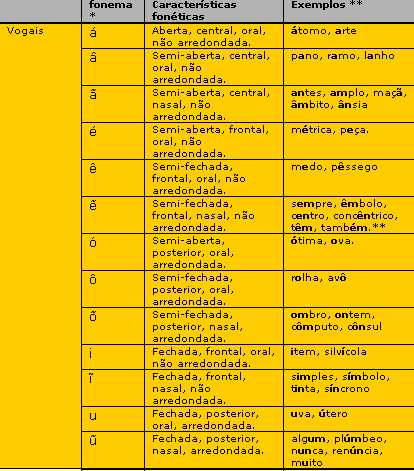 fonema Características Exemplos **
* fonéticas
Vogais á Aberta, central, oral, átomo, arte
não arredondada.
â Semi-aberta, central, pano, ramo, lanho
oral, não
arredondada.
ã Semi-aberta, central, antes, amplo, maçã,
nasal, não âmbito, ânsia
arredondada.
é Semi-aberta, frontal, métrica, peça.
oral, não
arredondada.
ê Semi-fechada, medo, pêssego
frontal, oral, não
arredondada.
ẽ Semi-fechada, sempre, êmbolo,
frontal, nasal, não centro, concêntrico,
arredondada. têm, também.**
ó Semi-aberta, ótima, ova.
posterior, oral,
arredondada.
ô Semi-fechada, rolha, avô
posterior, oral,
arredondada.
õ Semi-fechada, ombro, ontem,
posterior, nasal, cômputo, cônsul
arredondada.
i Fechada, frontal, oral, item, silvícola
não arredondada.
ĩ Fechada, frontal, simples, símbolo,
nasal, não tinta, síncrono
arredondada.
u Fechada, posterior, uva, útero
oral, arredondada.
ũ Fechada, posterior, algum, plúmbeo,
nasal, arredondada. nunca, renúncia,
muito